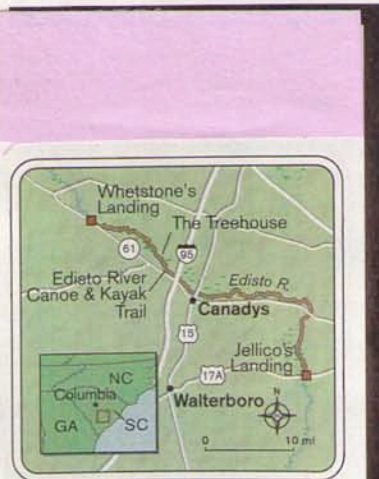 Whetstone's
Landing
The Treehouse
61
95
Edisto River
Canoe & Kayak
Trail
Edisto R.
Canadys
15
Jellico's
Landing
17A
Walterboro
N
0 10 mi
NC
Columbia
GA
SC